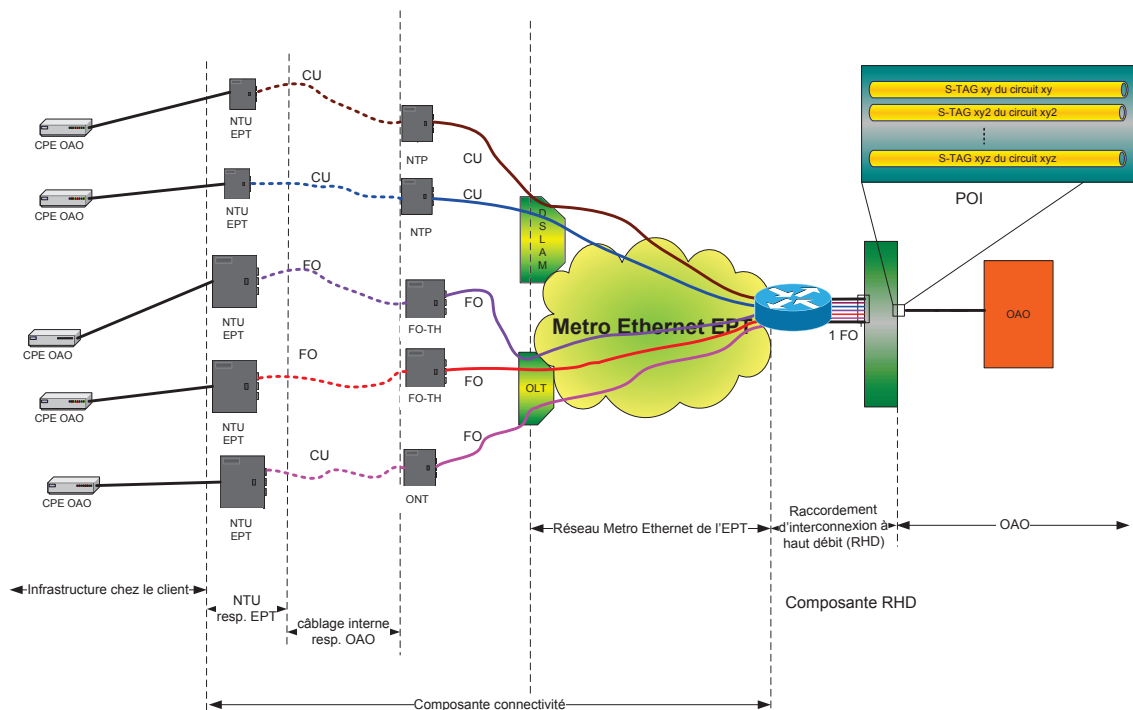 S-TAG xy du circuit xy
S-TAG xy2 du circuit xy2
S-TAG xyz du circuit xyz
POI
CU
NTU
EPT
CPE OAO
NTP
CU
CU
NTU
EPT
CPE OAO
NTP
CU
DSLAM
FO
NTU
EPT
CPE OAO
FO-TH
FO
Metro Ethernet EPT
1 FO
OAO
FO
NTU
EPT
CPE OAO
FO-TH
FO
OLT
CU
NTU
EPT
CPE OAO
ONT
FO
Réseau Metro Ethernet de l'EPT
Raccordement
d'interconnexion à
haut débit (RHD)
OAO
Infrastructure chez le client
NTU
resp. EPT
câblage interne
resp. OAO
Composante RHD
Composante connectivité